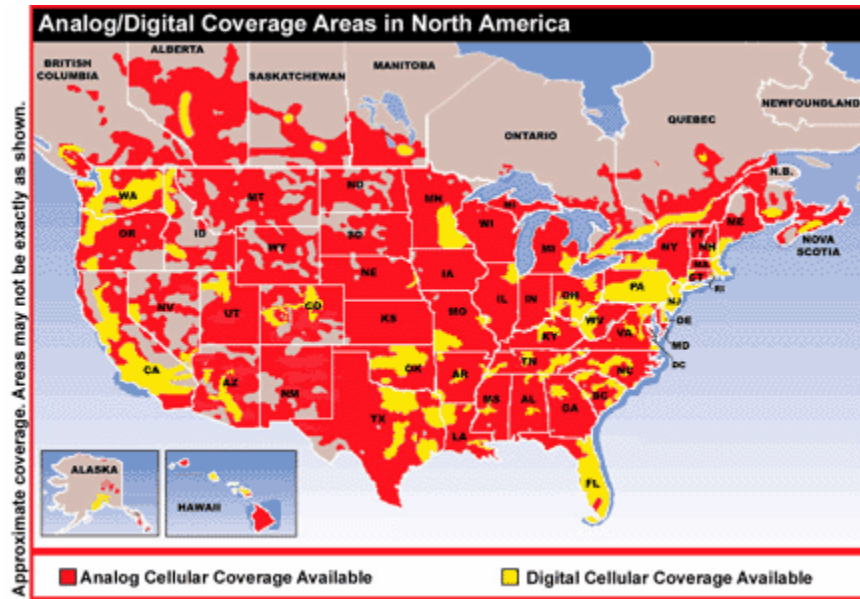 Analog/Digital Coverage Areas in North America
Approximate coverage. Areas may not be exactly as shown.
BRITISH
COLUMBIA
ALBERTA
SASKATCHEWAN
MANITOBA
ONTARIO
QUEBEC
NEWFOUNDLAND
N.B.
NOVA
SCOTIA
WA
MT
ND
MN
OR
ID
SD
WI
MI
MI
NY
VT
NH
ME
MA
CT
RI
WY
NE
IA
PA
NJ
NV
UT
CO
KS
MO
IL
IN
OH
WV
VA
DE
MD
DC
KY
CA
AZ
NM
OK
AR
TN
NC
SC
TX
LA
MS
AL
GA
FL
ALASKA
HAWAII
Analog Cellular Coverage Available
Digital Cellular Coverage Available